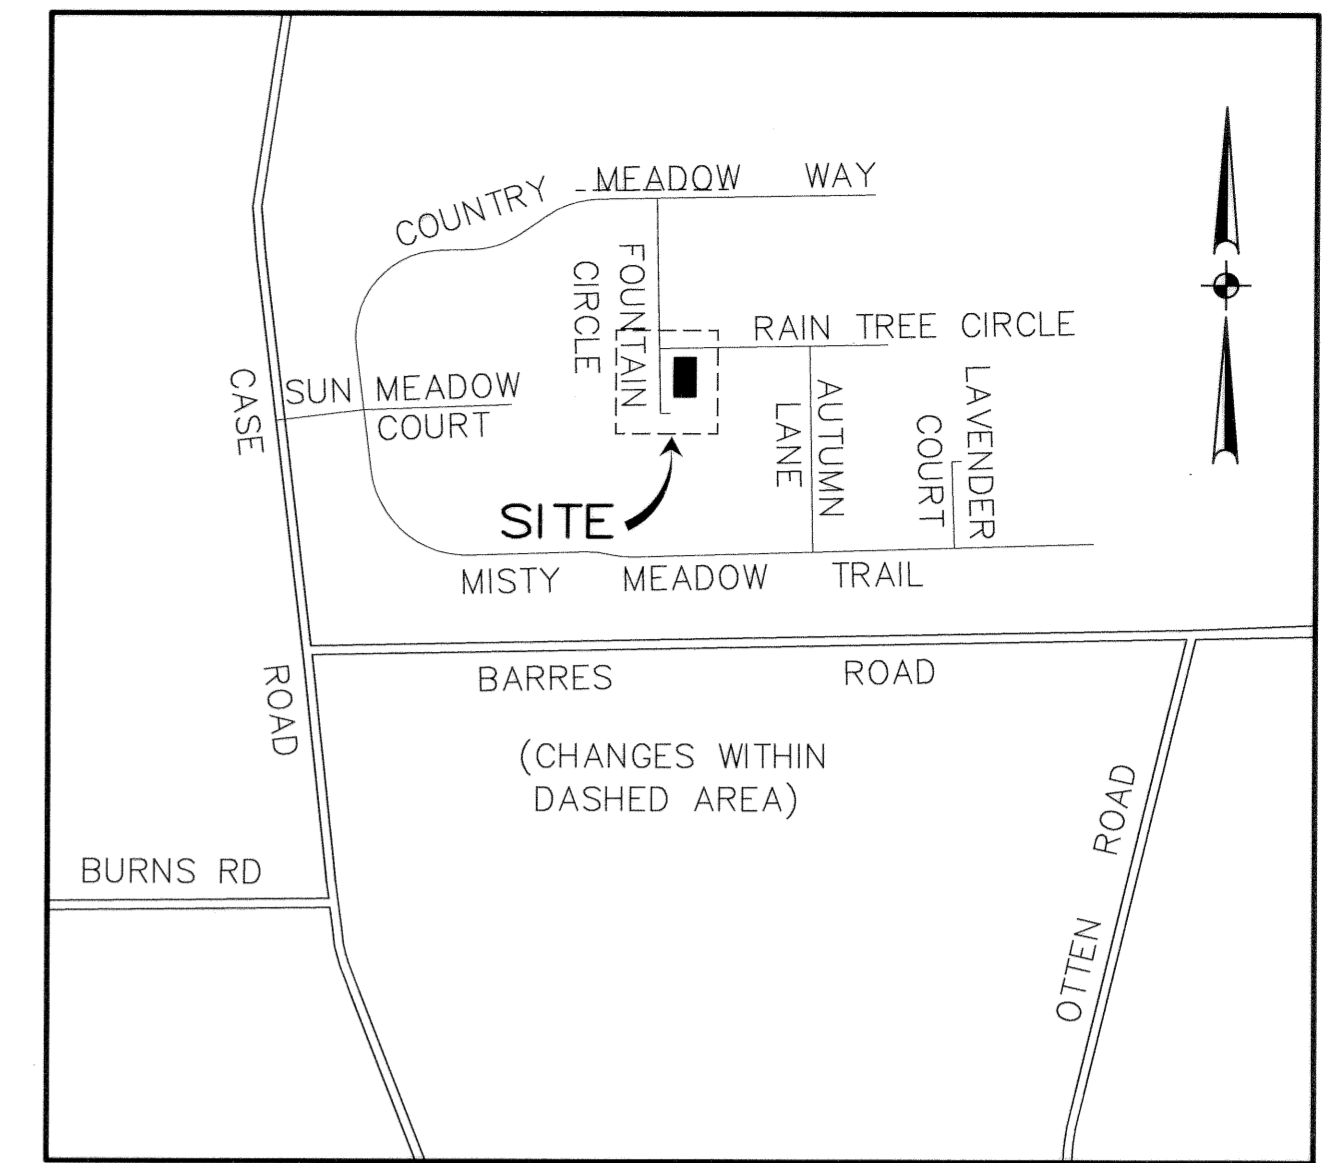 COUNTRY MEADOW WAY
FOUNTAIN
CIRCLE
RAIN TREE CIRCLE
CASE ROAD
SUN MEADOW
COURT
AUTUMN
LANE
LAVENDER
COURT
SITE
MISTY MEADOW TRAIL
BARRES ROAD
(CHANGES WITHIN
DASHED AREA)
BURNS RD
OTTEN ROAD